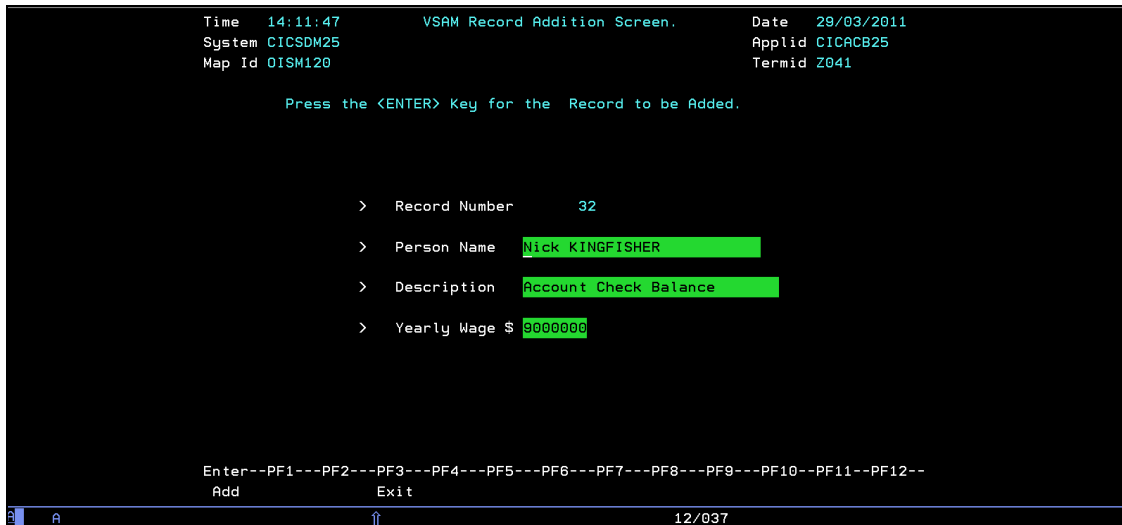 Time 14:11:47 VSAM Record Addition Screen. Date 29/03/2011
System CICSDM25 Applid CICACB25
Map Id OISM120 Termid Z041
Press the <ENTER> Key for the Record to be Added.
> Record Number 32
> Person Name Nick KINGFISHER
> Description Account Check Balance
> Yearly Wage $ 9000000
Enter--PF1---PF2---PF3---PF4---PF5---PF6---PF7---PF8---PF9---PF10--PF11--PF12--
Add Exit
A A ⇑ 12/037